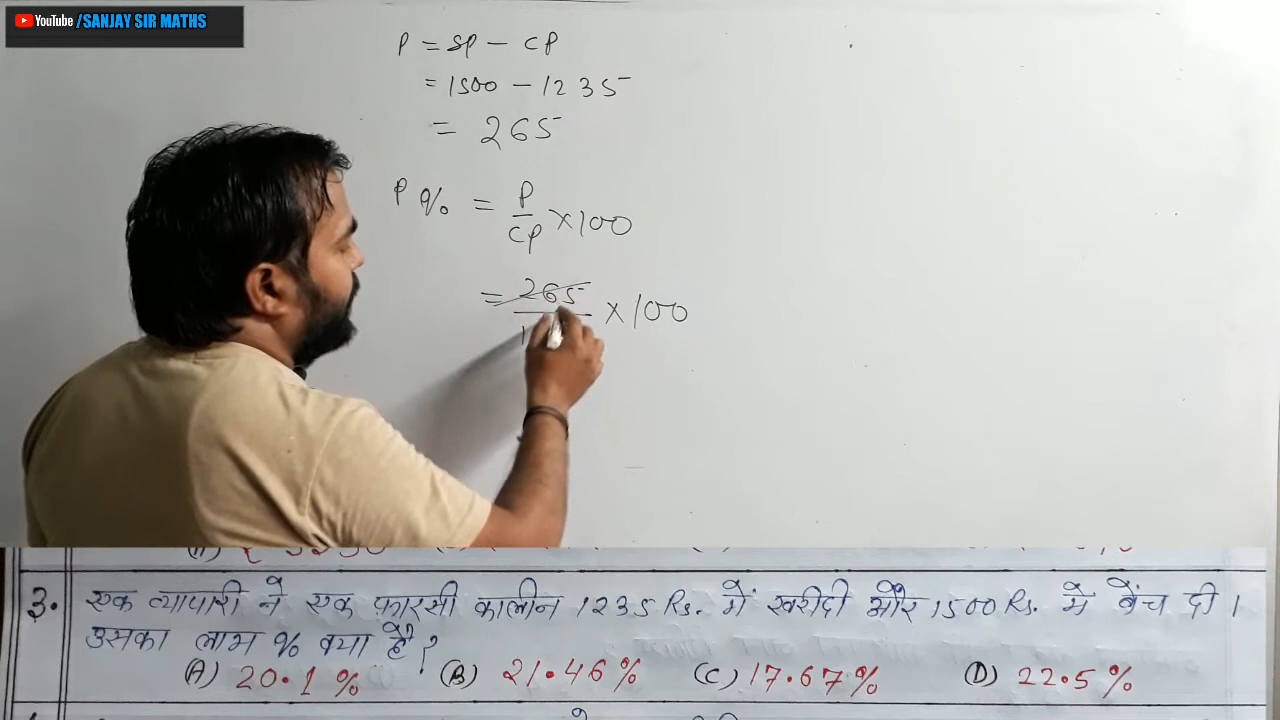 YouTube /SANJAY SIR MATHS
P = SP - CP
= 1500 - 1235
= 265
P % = P/CP × 100
= 265/1 × 100
3. एक व्यापारी ने एक फ़ारसी कालीन 1235 Rs. में खरीदी और 1500 Rs. में बेंच दी।
उसका लाभ % क्या है?
(A) 20.1% (B) 21.46% (C) 17.67% (D) 22.5%